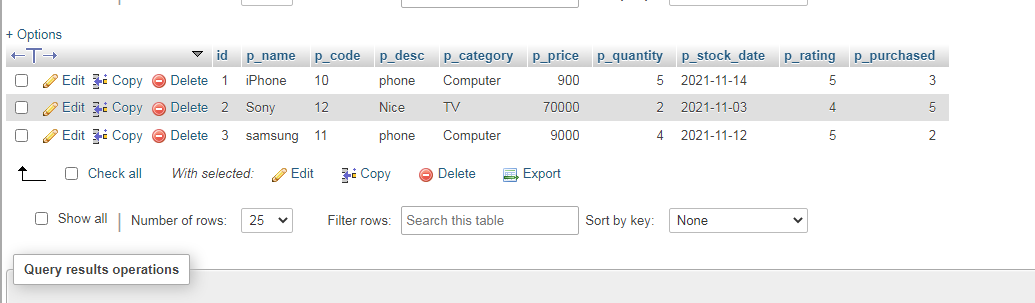 + Options
id p_name p_code p_desc p_category p_price p_quantity p_stock_date p_rating p_purchased
Edit Copy Delete 1 iPhone 10 phone Computer 900 5 2021-11-14 5 3
Edit Copy Delete 2 Sony 12 Nice TV 70000 2 2021-11-03 4 5
Edit Copy Delete 3 samsung 11 phone Computer 9000 4 2021-11-12 5 2
Check all With selected: Edit Copy Delete Export
Show all Number of rows: 25 Filter rows: Search this table Sort by key: None
Query results operations